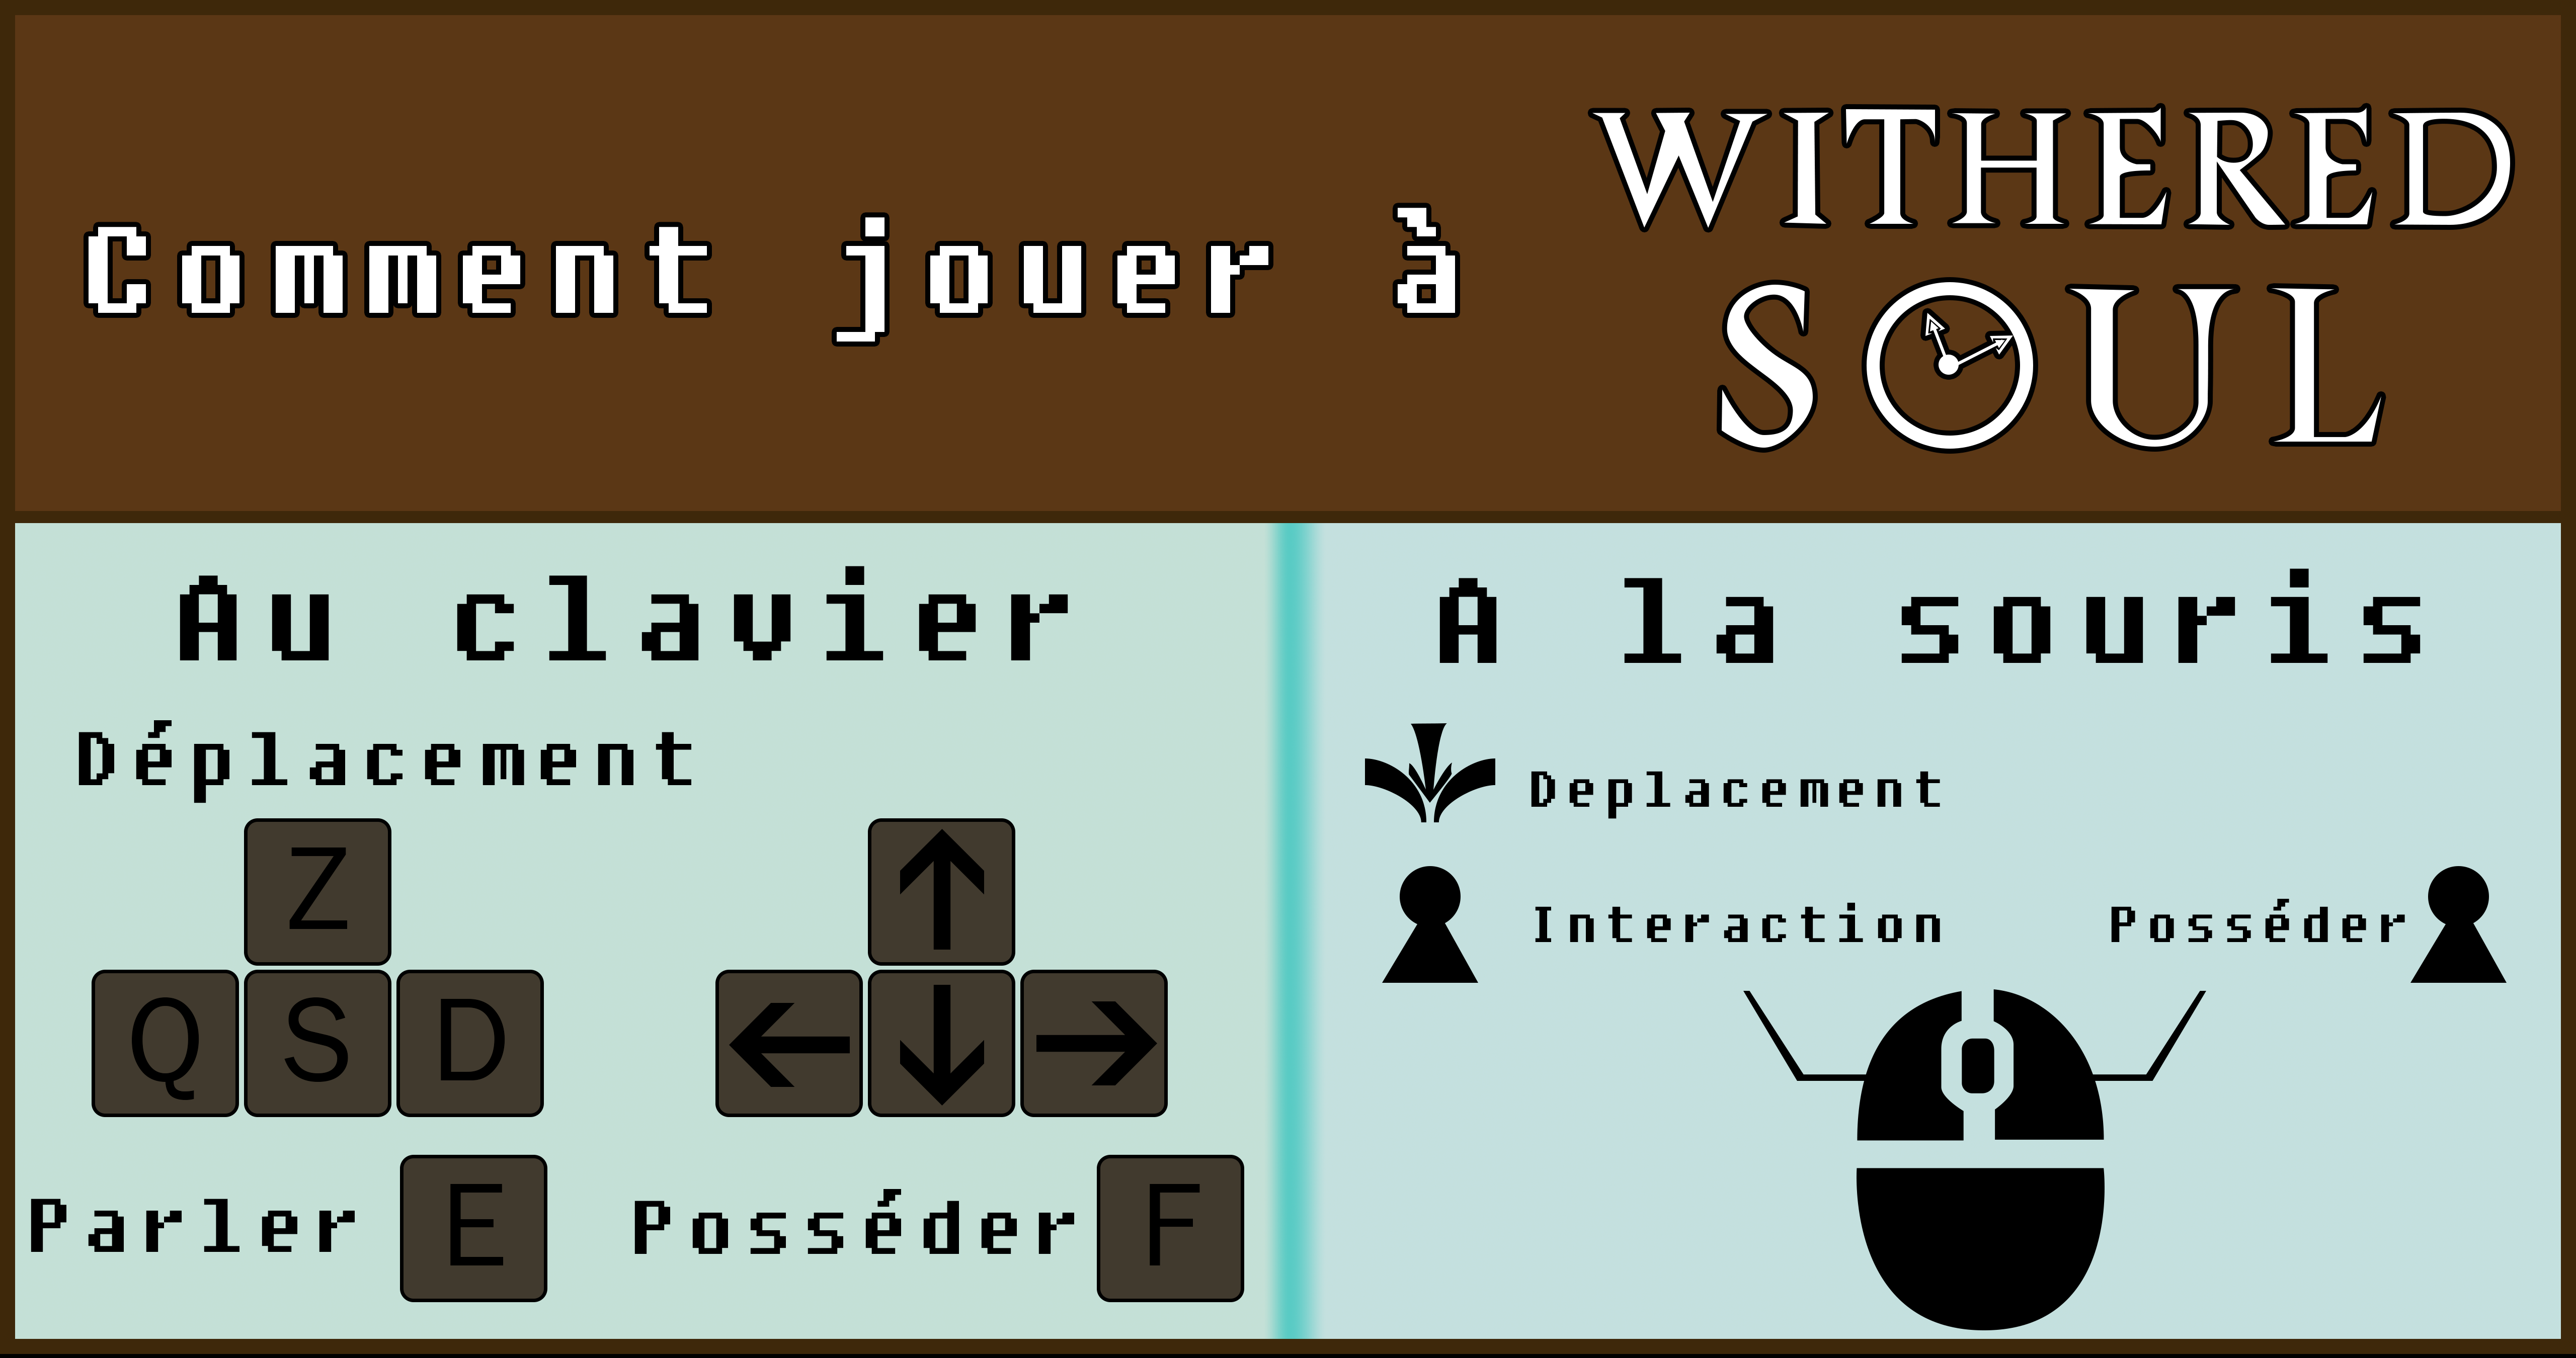 Comment jouer à
WITHERED
SOUL
Au clavier
Déplacement
Z
Q S D
Parler E
Posséder F
A la souris
Deplacement
Interaction
Posséder